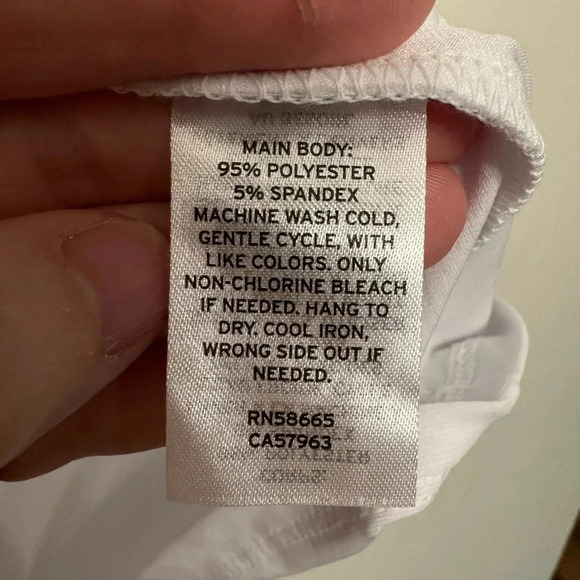 MAIN BODY:
95% POLYESTER
5% SPANDEX
MACHINE WASH COLD,
GENTLE CYCLE, WITH
LIKE COLORS. ONLY
NON-CHLORINE BLEACH
IF NEEDED. HANG TO
DRY. COOL IRON,
WRONG SIDE OUT IF
NEEDED.
RN58665
CA57963